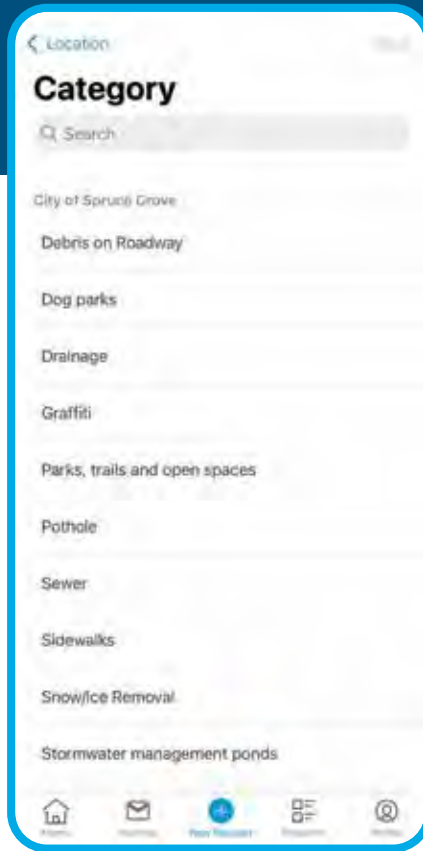 Location
Category
Search
City of Spruce Grove
Debris on Roadway
Dog parks
Drainage
Graffiti
Parks, trails and open spaces
Pothole
Sewer
Sidewalks
Snow/Ice Removal
Stormwater management ponds
New Request